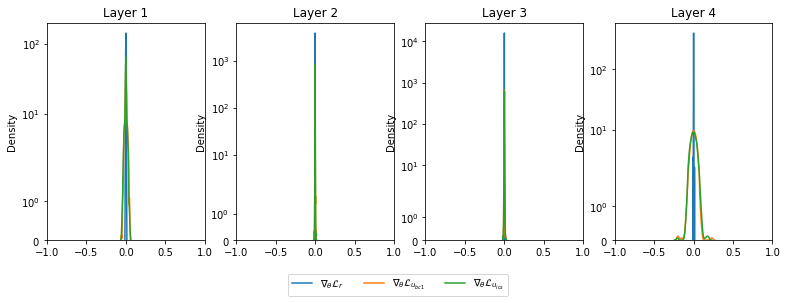 Layer 1 Layer 2 Layer 3 Layer 4
Density Density Density Density
10² 10³ 10⁴ 10²
10¹ 10² 10³ 10¹
10⁰ 10¹ 10² 10⁰
0 10⁰ 10¹ 0
0 10⁰
0
−1.0 −0.5 0.0 0.5 1.0 −1.0 −0.5 0.0 0.5 1.0 −1.0 −0.5 0.0 0.5 1.0 −1.0 −0.5 0.0 0.5 1.0
∇θℒr ∇θℒu_bc1 ∇θℒu_ics